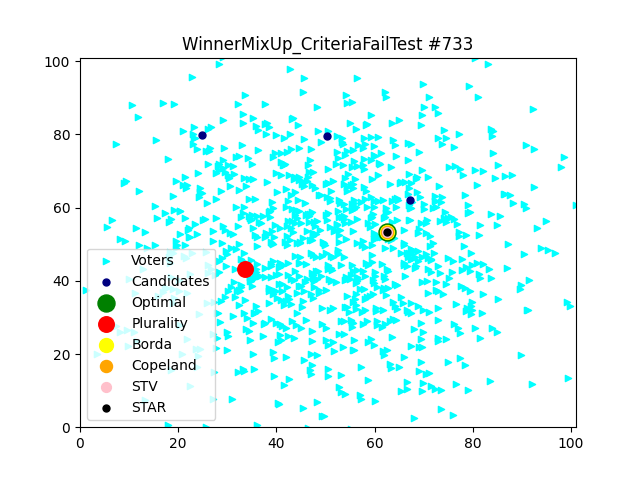 WinnerMixUp_CriteriaFailTest #733
100
80
60
40
20
0
0 20 40 60 80 100
Voters
Candidates
Optimal
Plurality
Borda
Copeland
STV
STAR